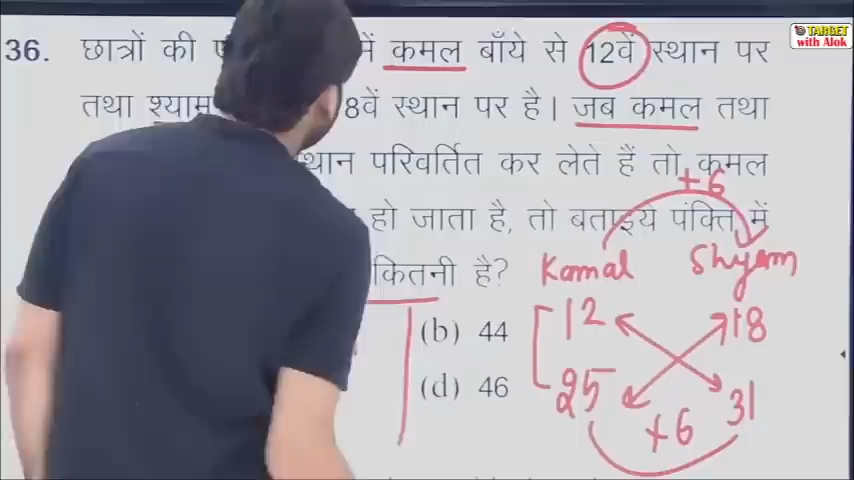 36. छात्रों की में कमल बाँये से 12वें स्थान पर
तथा श्याम 8वें स्थान पर है। जब कमल तथा
स्थान परिवर्तित कर लेते हैं तो कमल
हो जाता है, तो बताइये पंक्ति में
कितनी है?
(b) 44
(d) 46
+6
Kamal Shyam
12 18
25 31
+6
TARGET
with Alok